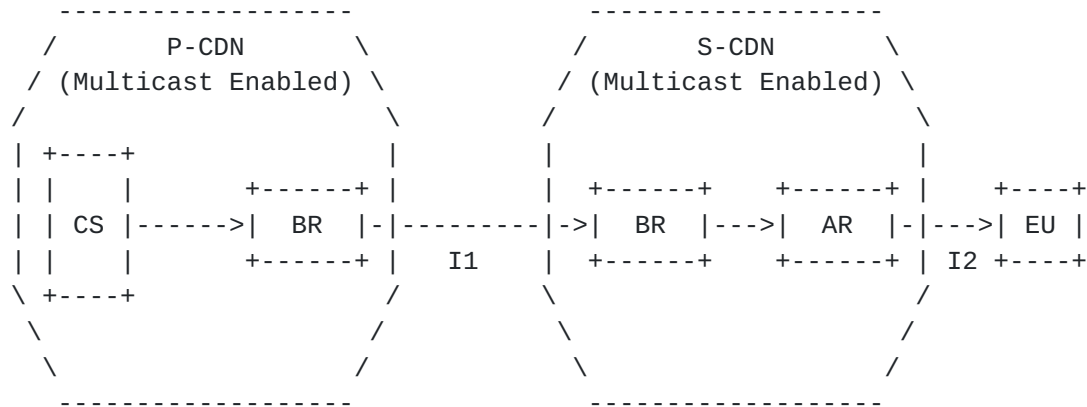 -------------------               -------------------
  /       P-CDN       \             /       S-CDN       \
 / (Multicast Enabled) \           / (Multicast Enabled) \
/                       \         /                       \
| +----+                |         |                       |
| |    |       +------+ |         |  +------+    +------+ |     +----+
| | CS |------>|  BR  |-|---------|->|  BR  |--->|  AR  |-|--->| EU |
| |    |       +------+ |   I1    |  +------+    +------+ | I2 +----+
\ +----+                /         \                       /
 \                     /           \                     /
  \                   /             \                   /
   -------------------               -------------------